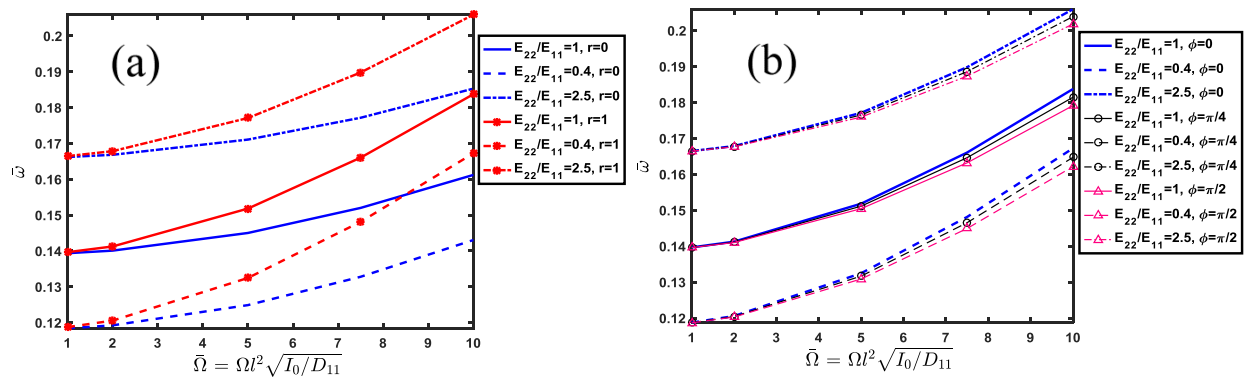 (a)
0.2
0.19
0.18
0.17
0.16
0.15
0.14
0.13
0.12
1 2 3 4 5 6 7 8 9 10
ω̄
Ω̄ = Ωl²√(I₀/D₁₁)
E₂₂/E₁₁=1, r=0
E₂₂/E₁₁=0.4, r=0
E₂₂/E₁₁=2.5, r=0
E₂₂/E₁₁=1, r=1
E₂₂/E₁₁=0.4, r=1
E₂₂/E₁₁=2.5, r=1
(b)
0.2
0.19
0.18
0.17
0.16
0.15
0.14
0.13
0.12
1 2 3 4 5 6 7 8 9 10
ω̄
Ω̄ = Ωl²√(I₀/D₁₁)
E₂₂/E₁₁=1, ϕ=0
E₂₂/E₁₁=0.4, ϕ=0
E₂₂/E₁₁=2.5, ϕ=0
E₂₂/E₁₁=1, ϕ=π/4
E₂₂/E₁₁=0.4, ϕ=π/4
E₂₂/E₁₁=2.5, ϕ=π/4
E₂₂/E₁₁=1, ϕ=π/2
E₂₂/E₁₁=0.4, ϕ=π/2
E₂₂/E₁₁=2.5, ϕ=π/2